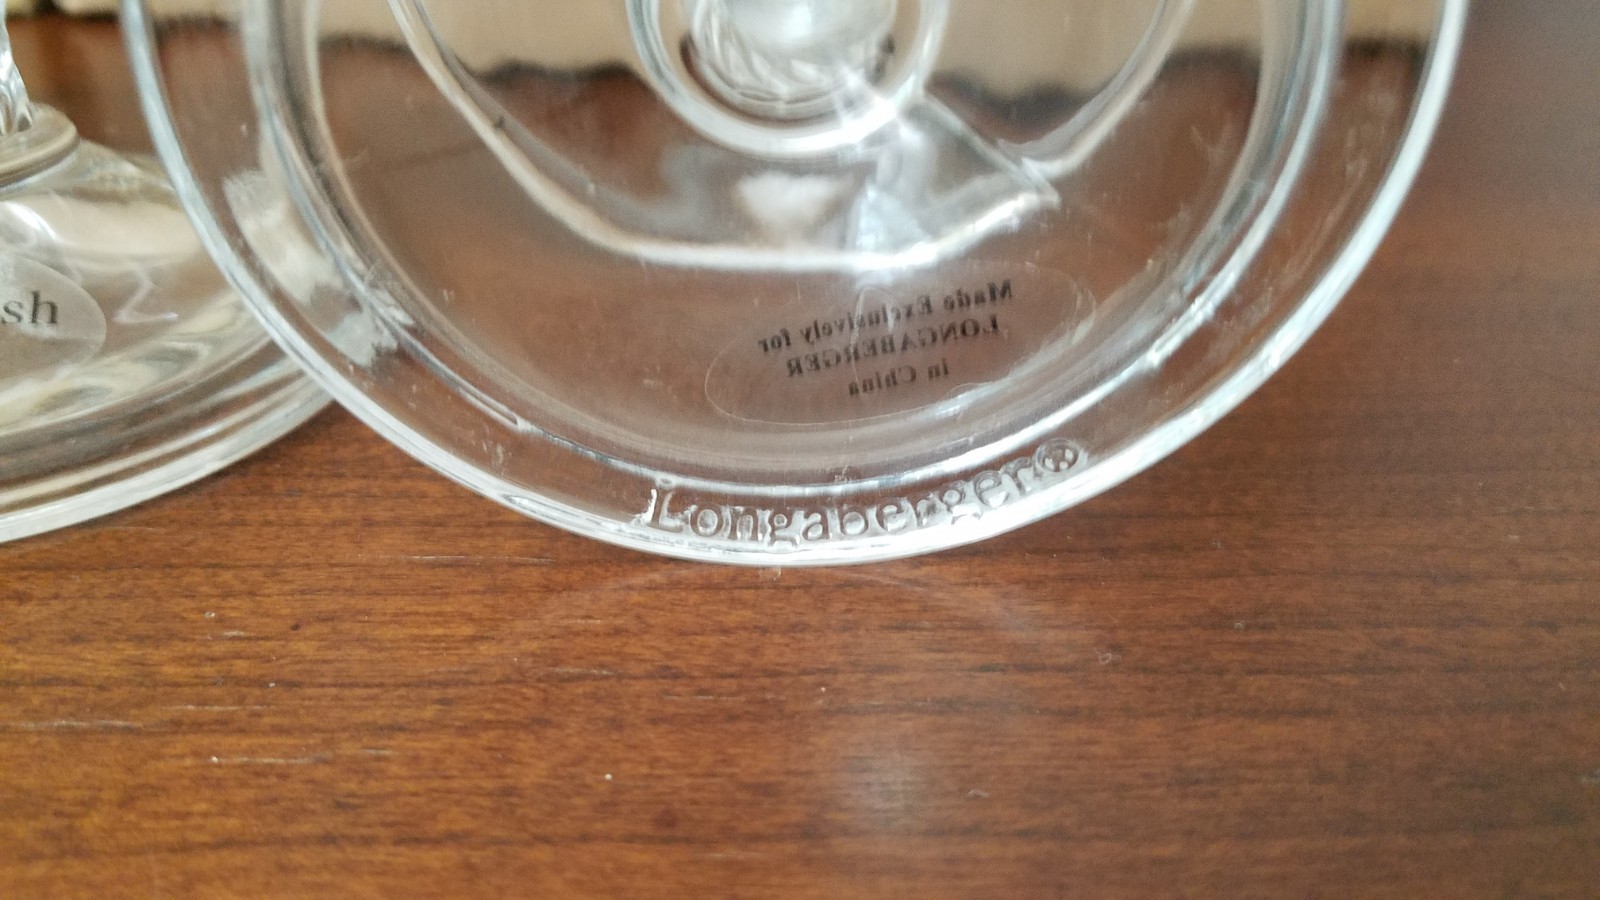 sh
Made Exclusively for
LONGABERGER
in China
Longaberger®